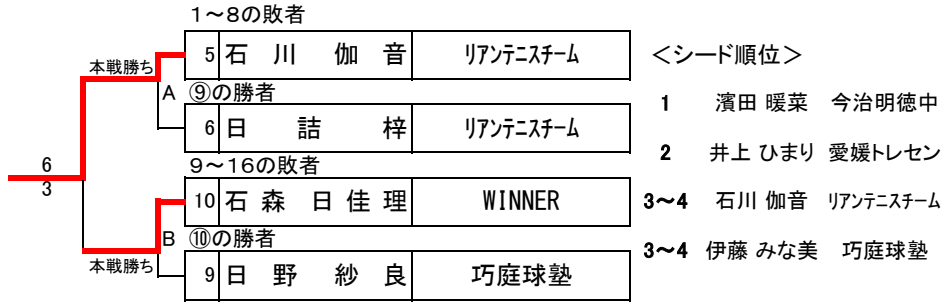 1～8の敗者
5 石川 伽音 リアンテニスチーム
本戦勝ち
A ⑨の勝者
6 日詰 梓 リアンテニスチーム
6
3
9～16の敗者
10 石森 日佳理 WINNER
B ⑩の勝者
本戦勝ち
9 日野 紗良 巧庭球塾
＜シード順位＞
1 濱田 暖菜 今治明徳中
2 井上 ひまり 愛媛トレセン
3～4 石川 伽音 リアンテニスチーム
3～4 伊藤 みな美 巧庭球塾